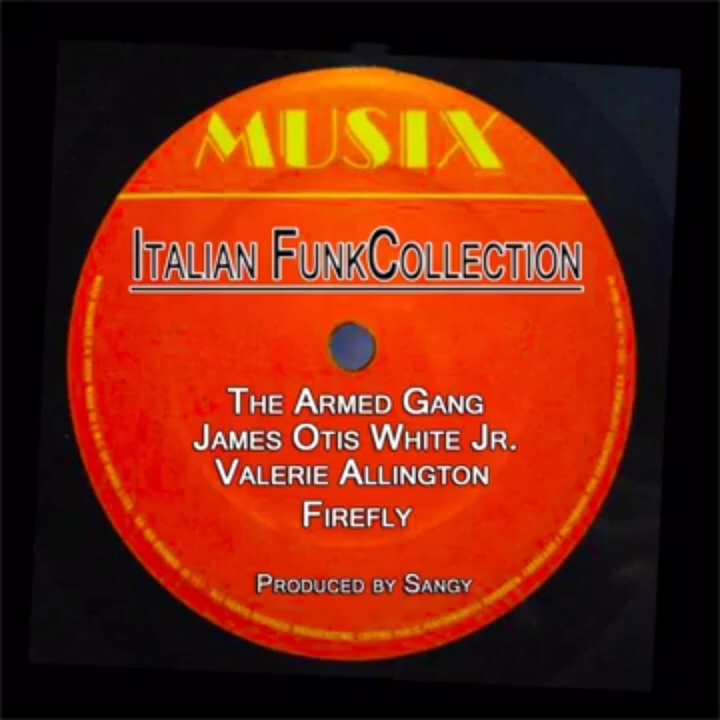 MUSIX
ITALIAN FUNKCOLLECTION
THE ARMED GANG
JAMES OTIS WHITE JR.
VALERIE ALLINGTON
FIREFLY
PRODUCED BY SANGY